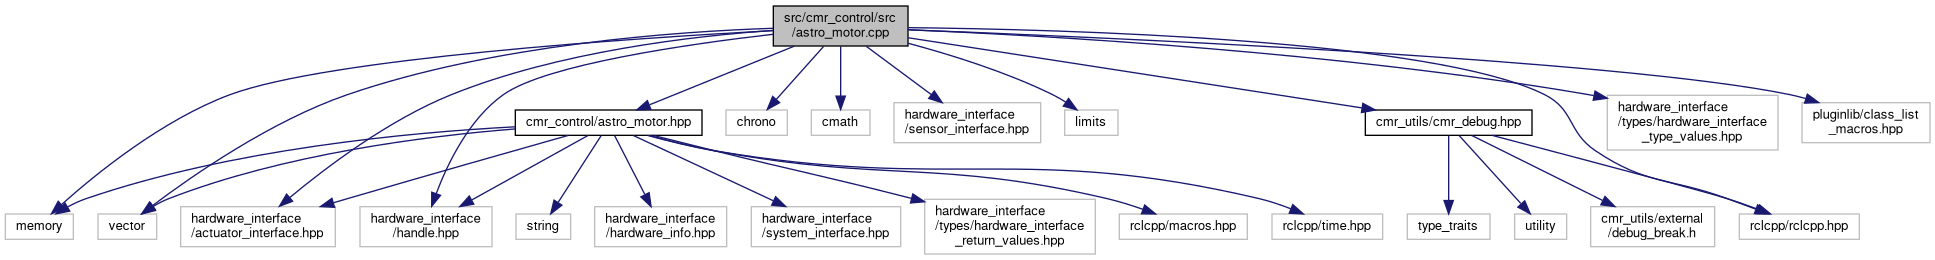 src/cmr_control/src
/astro_motor.cpp
cmr_control/astro_motor.hpp
chrono
cmath
hardware_interface
/sensor_interface.hpp
limits
cmr_utils/cmr_debug.hpp
hardware_interface
/types/hardware_interface
_type_values.hpp
pluginlib/class_list
_macros.hpp
memory
vector
hardware_interface
/actuator_interface.hpp
hardware_interface
/handle.hpp
string
hardware_interface
/hardware_info.hpp
hardware_interface
/system_interface.hpp
hardware_interface
/types/hardware_interface
_return_values.hpp
rclcpp/macros.hpp
rclcpp/time.hpp
type_traits
utility
cmr_utils/external
/debug_break.h
rclcpp/rclcpp.hpp